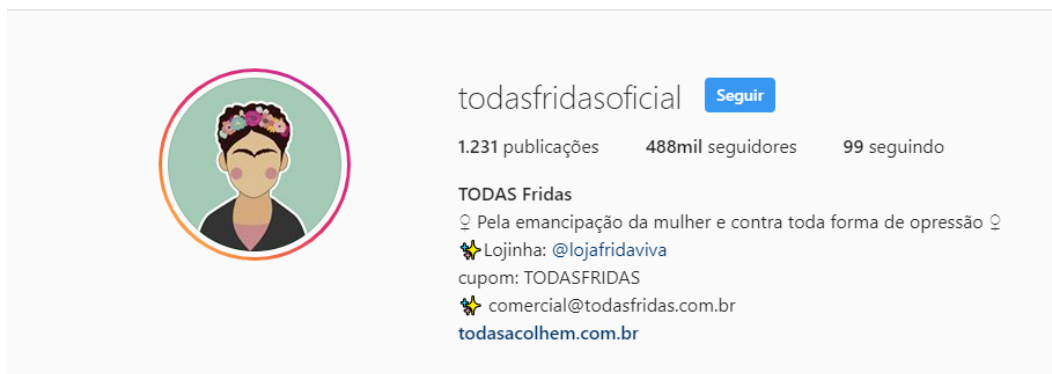 todasfridasoficial Seguir
1.231 publicações 488mil seguidores 99 seguindo
TODAS Fridas
♀ Pela emancipação da mulher e contra toda forma de opressão ♀
✨Lojinha: @lojafridaviva
cupom: TODASFRIDAS
✨ comercial@todasfridas.com.br
todasacolhem.com.br